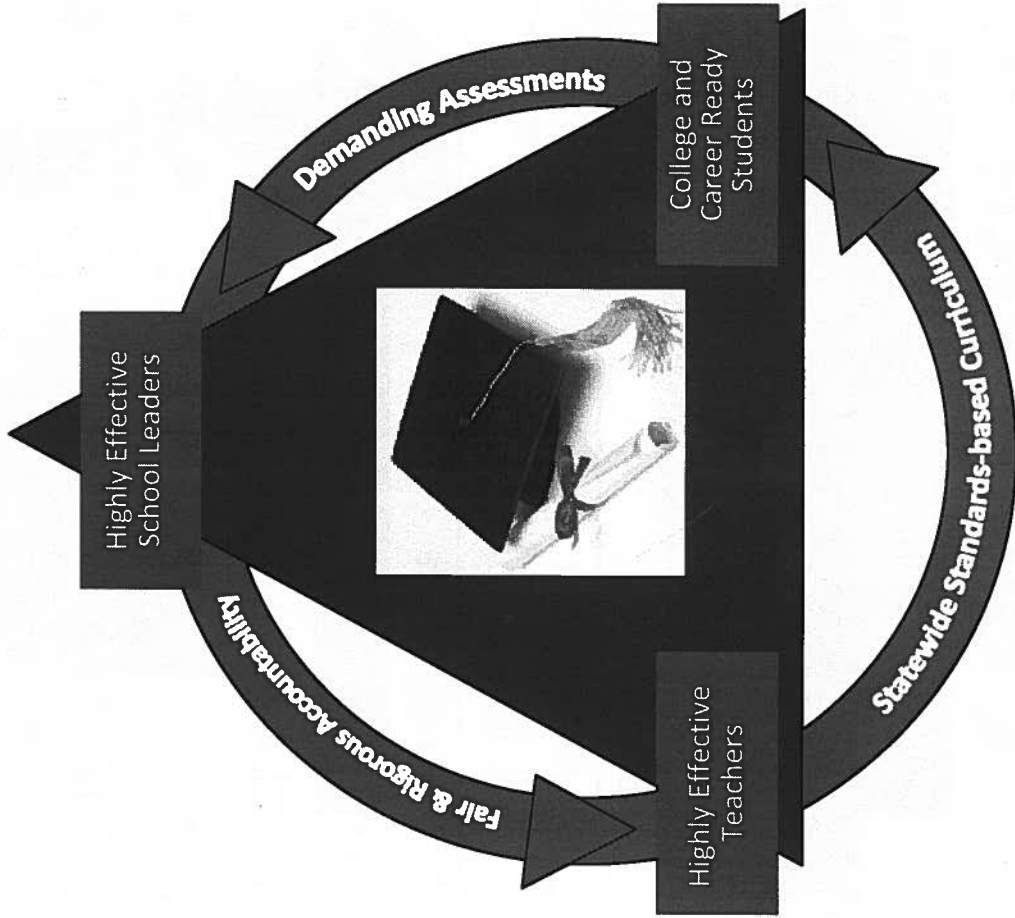 Highly Effective
School Leaders
Demanding Assessments
College and
Career Ready
Students
Statewide Standards-based Curriculum
Highly Effective
Teachers
Fair & Rigorous Accountability